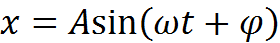 x = Asin(ωt + φ)